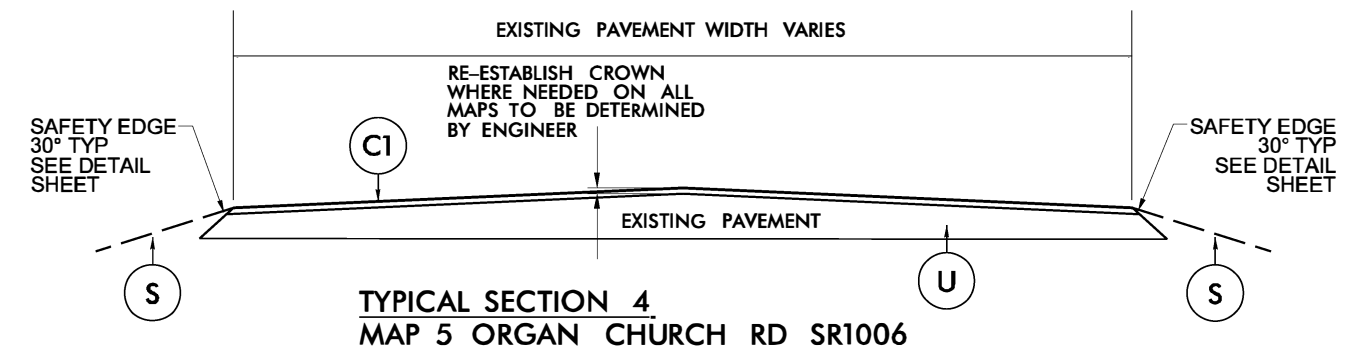 EXISTING PAVEMENT WIDTH VARIES
RE-ESTABLISH CROWN
WHERE NEEDED ON ALL
MAPS TO BE DETERMINED
BY ENGINEER
SAFETY EDGE
30° TYP
SEE DETAIL
SHEET
C1
SAFETY EDGE
30° TYP
SEE DETAIL
SHEET
EXISTING PAVEMENT
S
U
S
TYPICAL SECTION 4
MAP 5 ORGAN CHURCH RD SR1006